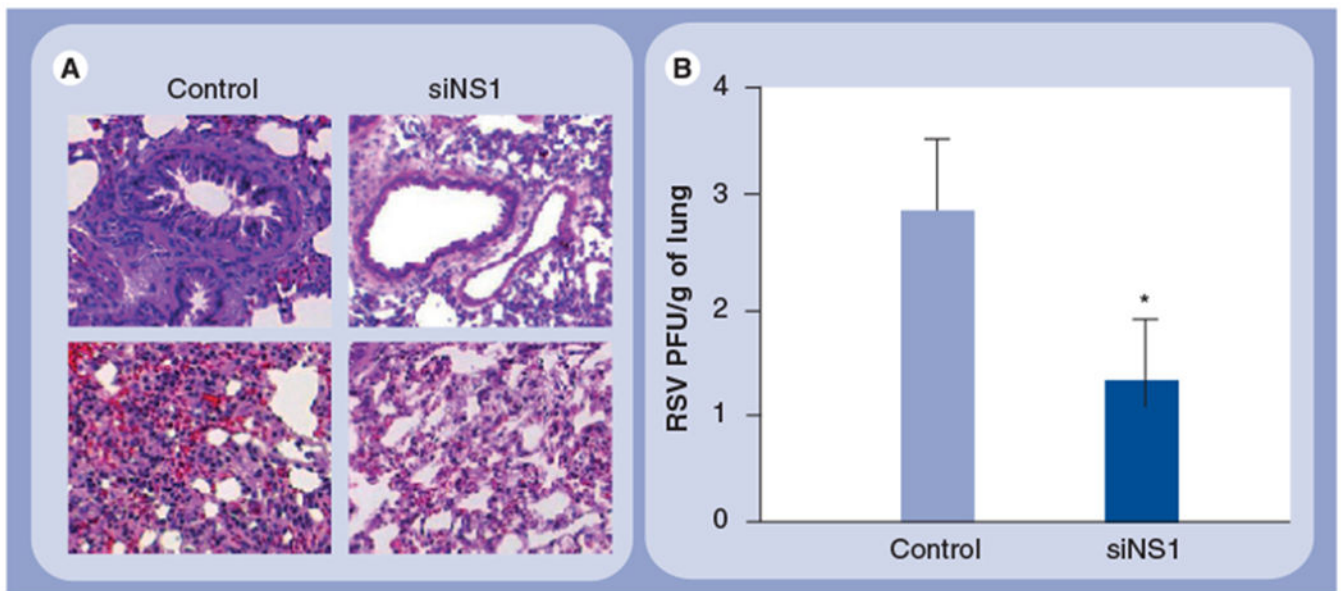 A
Control
siNS1
B
RSV PFU/g of lung
4
3
2
1
0
*
Control
siNS1